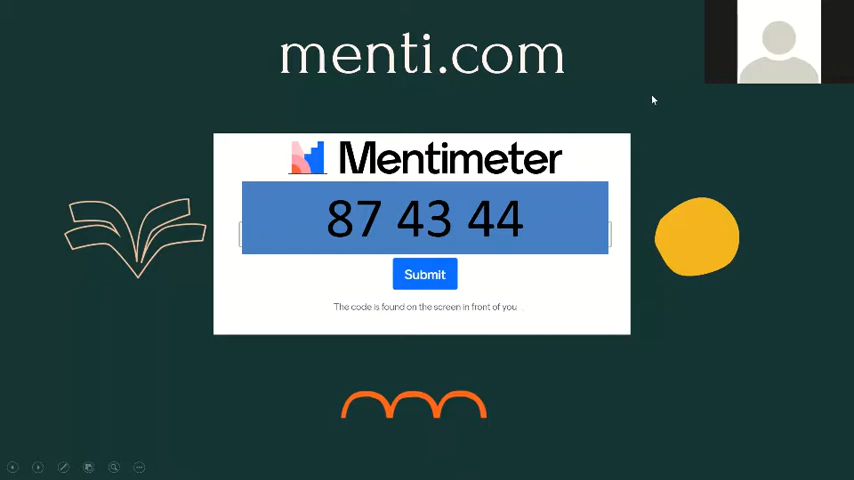 menti.com
Mentimeter
87 43 44
Submit
The code is found on the screen in front of you